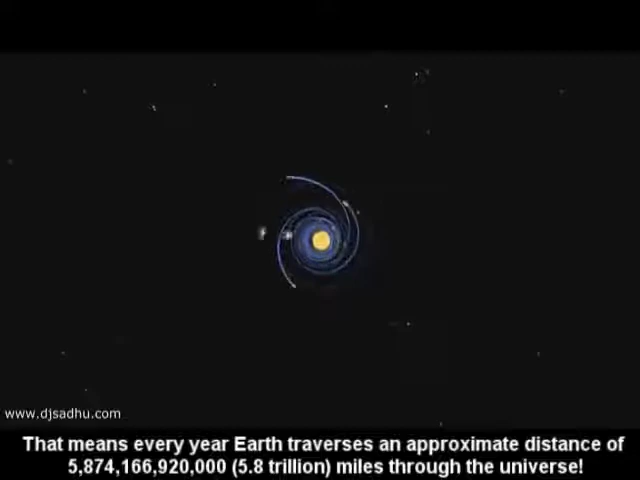 www.djsadhu.com
That means every year Earth traverses an approximate distance of
5,874,166,920,000 (5.8 trillion) miles through the universe!